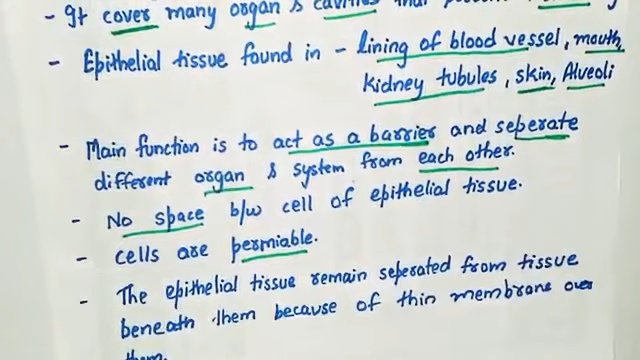 - It cover many organ & cavities that
- Epithelial tissue found in - lining of blood vessel, mouth,
kidney tubules, skin, Alveoli
- Main function is to act as a barrier and seperate
different organ & system from each other.
- No space b/w cell of epithelial tissue.
- cells are permiable.
- The epithelial tissue remain seperated from tissue
beneath them because of thin membrane over
them.